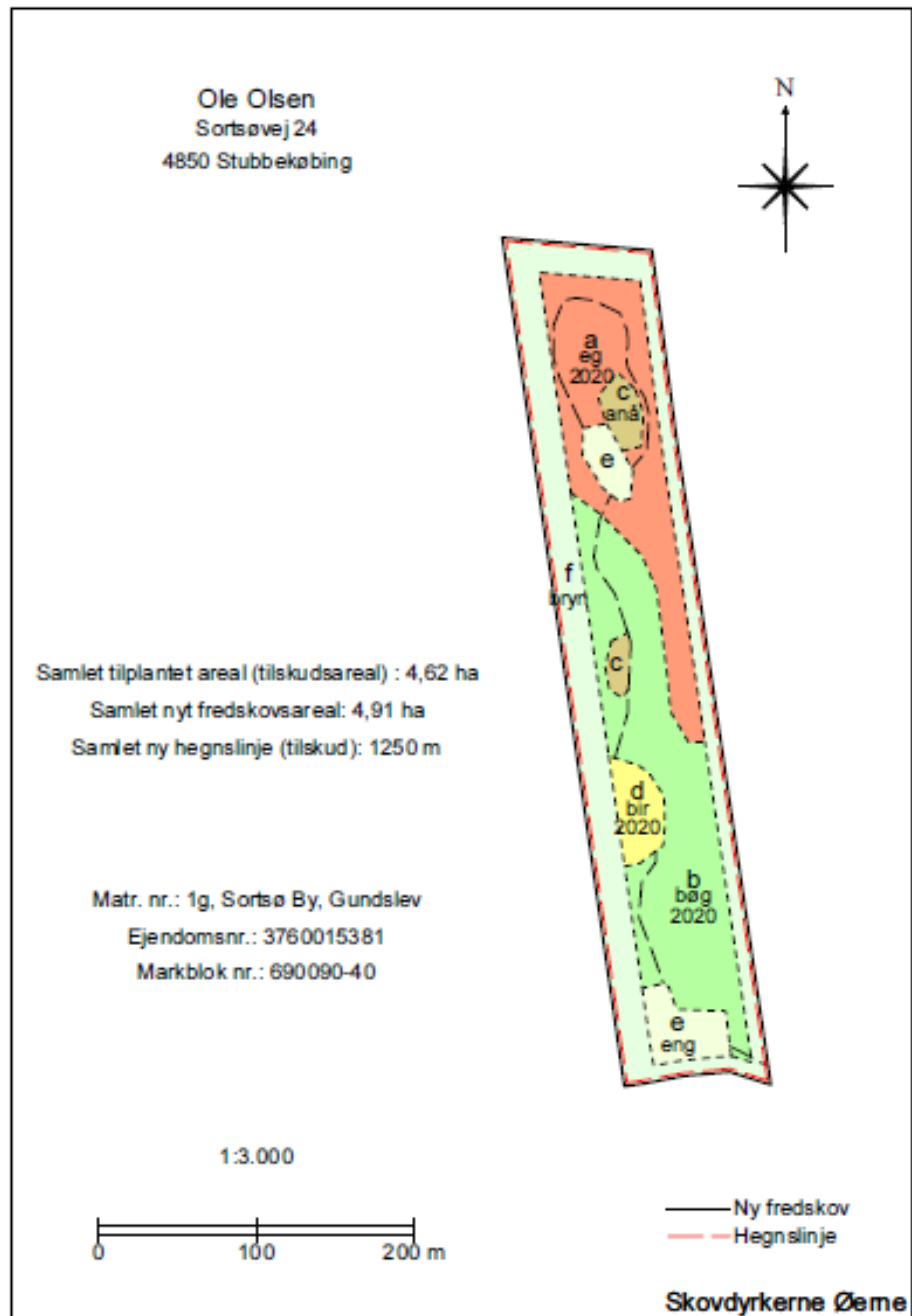 Ole Olsen
Sortsøvej 24
4850 Stubbekøbing
N
a
eg
2020
c
anå
e
f
bryn
c
Samlet tilplantet areal (tilskudsareal) : 4,62 ha
Samlet nyt fredskovsareal: 4,91 ha
Samlet ny hegnslinje (tilskud): 1250 m
d
bir
2020
b
bøg
2020
Matr. nr.: 1g, Sortsø By, Gundslev
Ejendomsnr.: 3760015381
Markblok nr.: 690090-40
e
eng
1:3.000
0 100 200 m
Ny fredskov
Hegnslinje
Skovdyrkerne Øerne